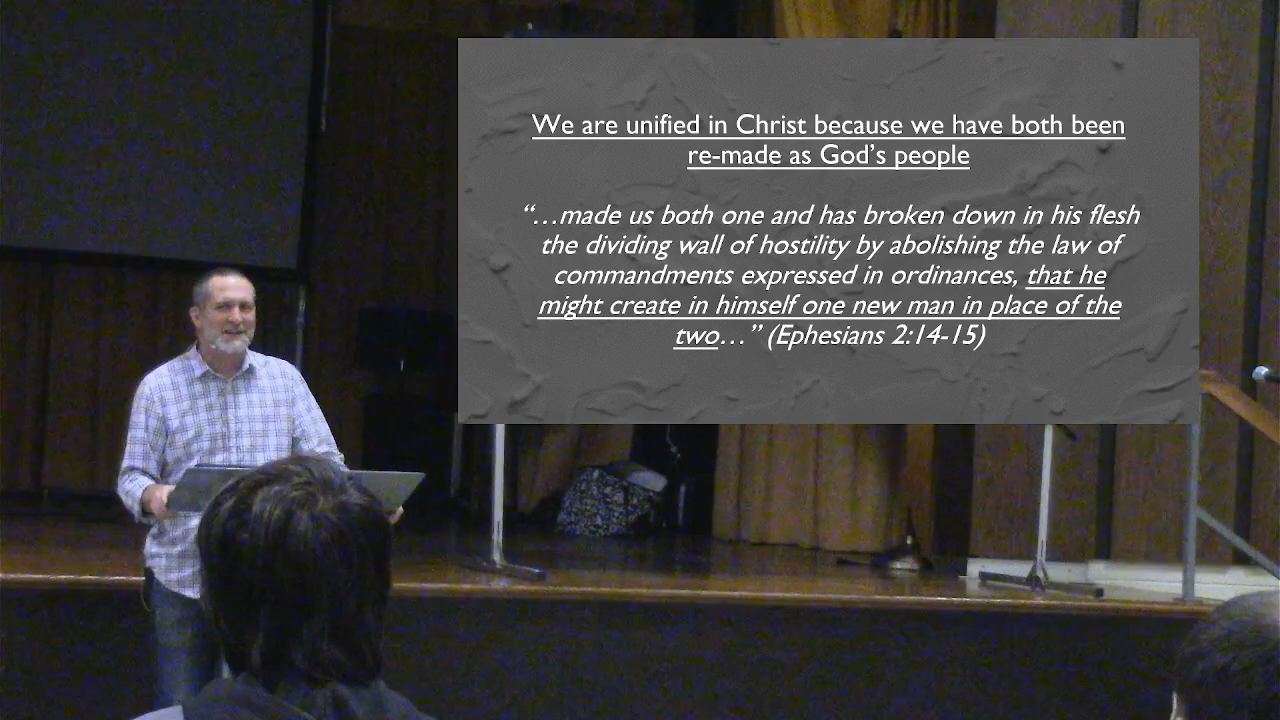 We are unified in Christ because we have both been
re-made as God’s people
“…made us both one and has broken down in his flesh
the dividing wall of hostility by abolishing the law of
commandments expressed in ordinances, that he
might create in himself one new man in place of the
two…” (Ephesians 2:14-15)